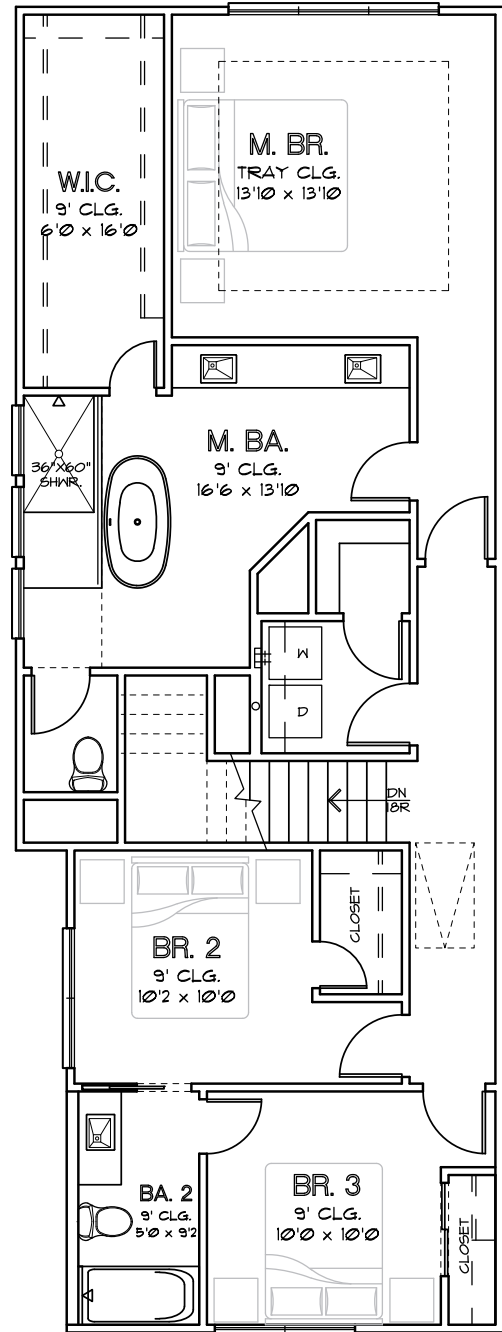 M. BR.
TRAY CLG.
13'10 x 13'10
W.I.C.
9' CLG.
6'0 x 16'0
M. BA.
9' CLG.
16'6 x 13'10
36"X60"
SHWR.
W
D
DN
18R
CLOSET
BR. 2
9' CLG.
10'2 x 10'0
BR. 3
9' CLG.
10'0 x 10'0
BA. 2
9' CLG.
5'0 x 9'2
CLOSET